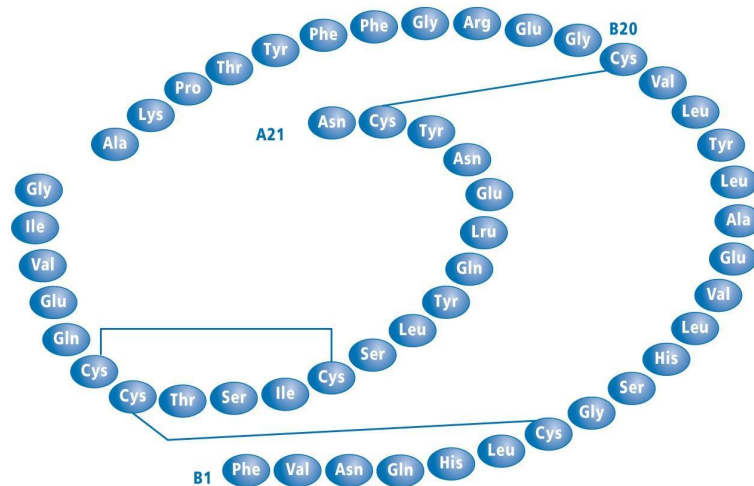 Ala
Lys
Pro
Thr
Tyr
Phe
Phe
Gly
Arg
Glu
Gly
B20
Cys
Val
Leu
Tyr
Leu
Ala
Glu
Val
Leu
His
Ser
Gly
Cys
Leu
His
Gln
Asn
Val
Phe
B1
A21
Asn
Cys
Tyr
Asn
Glu
Lru
Gln
Tyr
Leu
Ser
Cys
Ile
Ser
Thr
Cys
Cys
Gln
Glu
Val
Ile
Gly